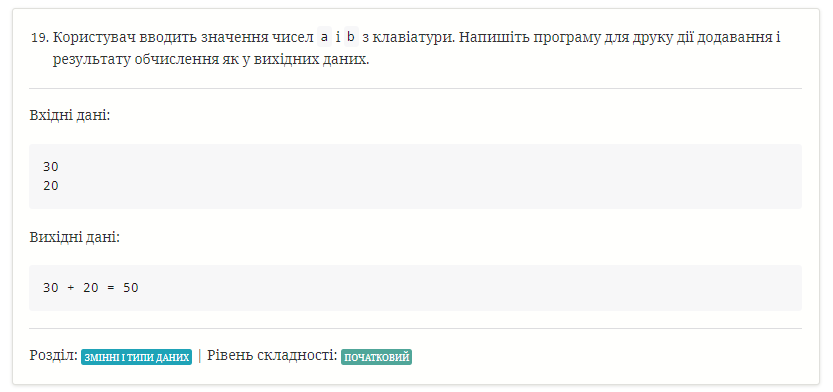 19. Користувач вводить значення чисел a і b з клавіатури. Напишіть програму для друку дії додавання і
результату обчислення як у вихідних даних.
Вхідні дані:
30
20
Вихідні дані:
30 + 20 = 50
Розділ: ЗМІННІ І ТИПИ ДАНИХ | Рівень складності: ПОЧАТКОВИЙ